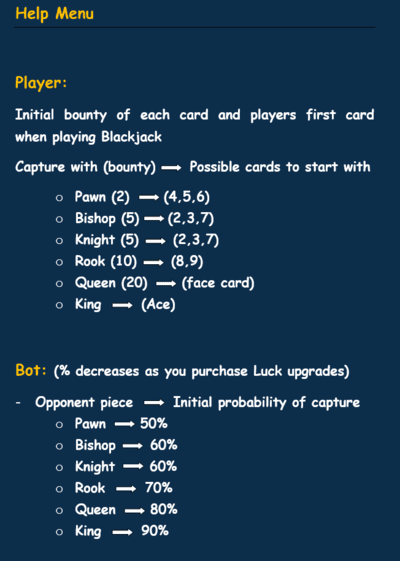 Help Menu
Player:
Initial bounty of each card and players first card
when playing Blackjack
Capture with (bounty) → Possible cards to start with
○ Pawn (2) → (4,5,6)
○ Bishop (5) → (2,3,7)
○ Knight (5) → (2,3,7)
○ Rook (10) → (8,9)
○ Queen (20) → (face card)
○ King → (Ace)
Bot: (% decreases as you purchase Luck upgrades)
- Opponent piece → Initial probability of capture
○ Pawn → 50%
○ Bishop → 60%
○ Knight → 60%
○ Rook → 70%
○ Queen → 80%
○ King → 90%